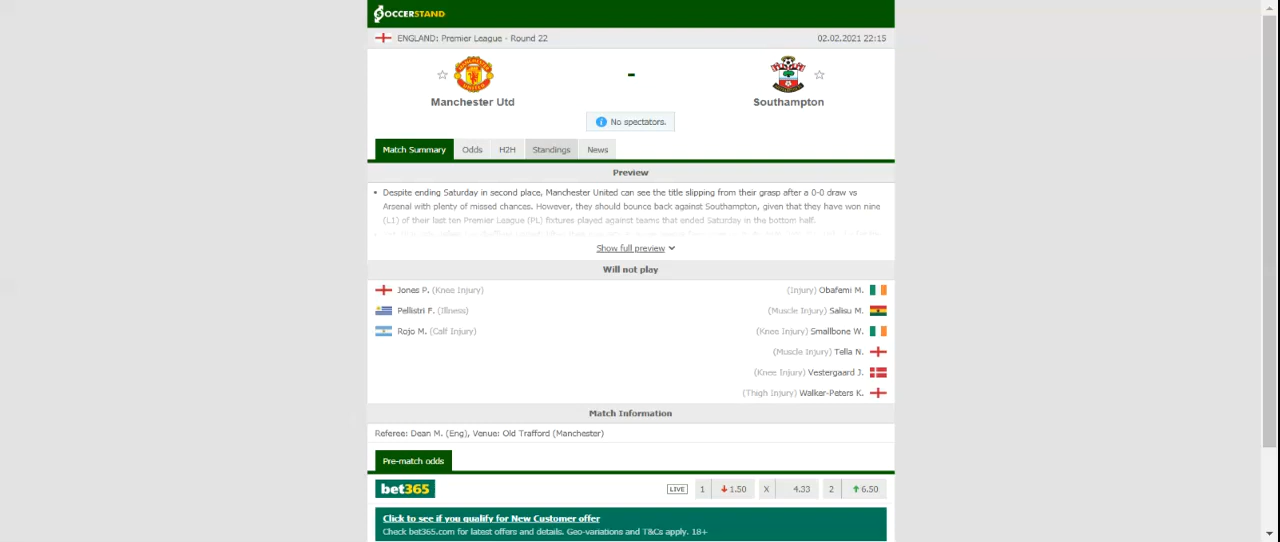 SOCCERSTAND
ENGLAND: Premier League - Round 22 02.02.2021 22:15
-
Manchester Utd Southampton
No spectators.
Match Summary Odds H2H Standings News
Preview
Despite ending Saturday in second place, Manchester United can see the title slipping from their grasp after a 0-0 draw vs
Arsenal with plenty of missed chances. However, they should bounce back against Southampton, given that they have won nine
(L1) of their last ten Premier League (PL) fixtures played against teams that ended Saturday in the bottom half.
Show full preview
Will not play
Jones P. (Knee Injury) (Injury) Obafemi M.
Pellistri F. (Illness) (Muscle Injury) Salisu M.
Rojo M. (Calf Injury) (Knee Injury) Smallbone W.
(Muscle Injury) Tella N.
(Knee Injury) Vestergaard J.
(Thigh Injury) Walker-Peters K.
Match Information
Referee: Dean M. (Eng), Venue: Old Trafford (Manchester)
Pre-match odds
bet365 LIVE 1 1.50 X 4.33 2 6.50
Click to see if you qualify for New Customer offer
Check bet365.com for latest offers and details. Geo-variations and T&Cs apply. 18+